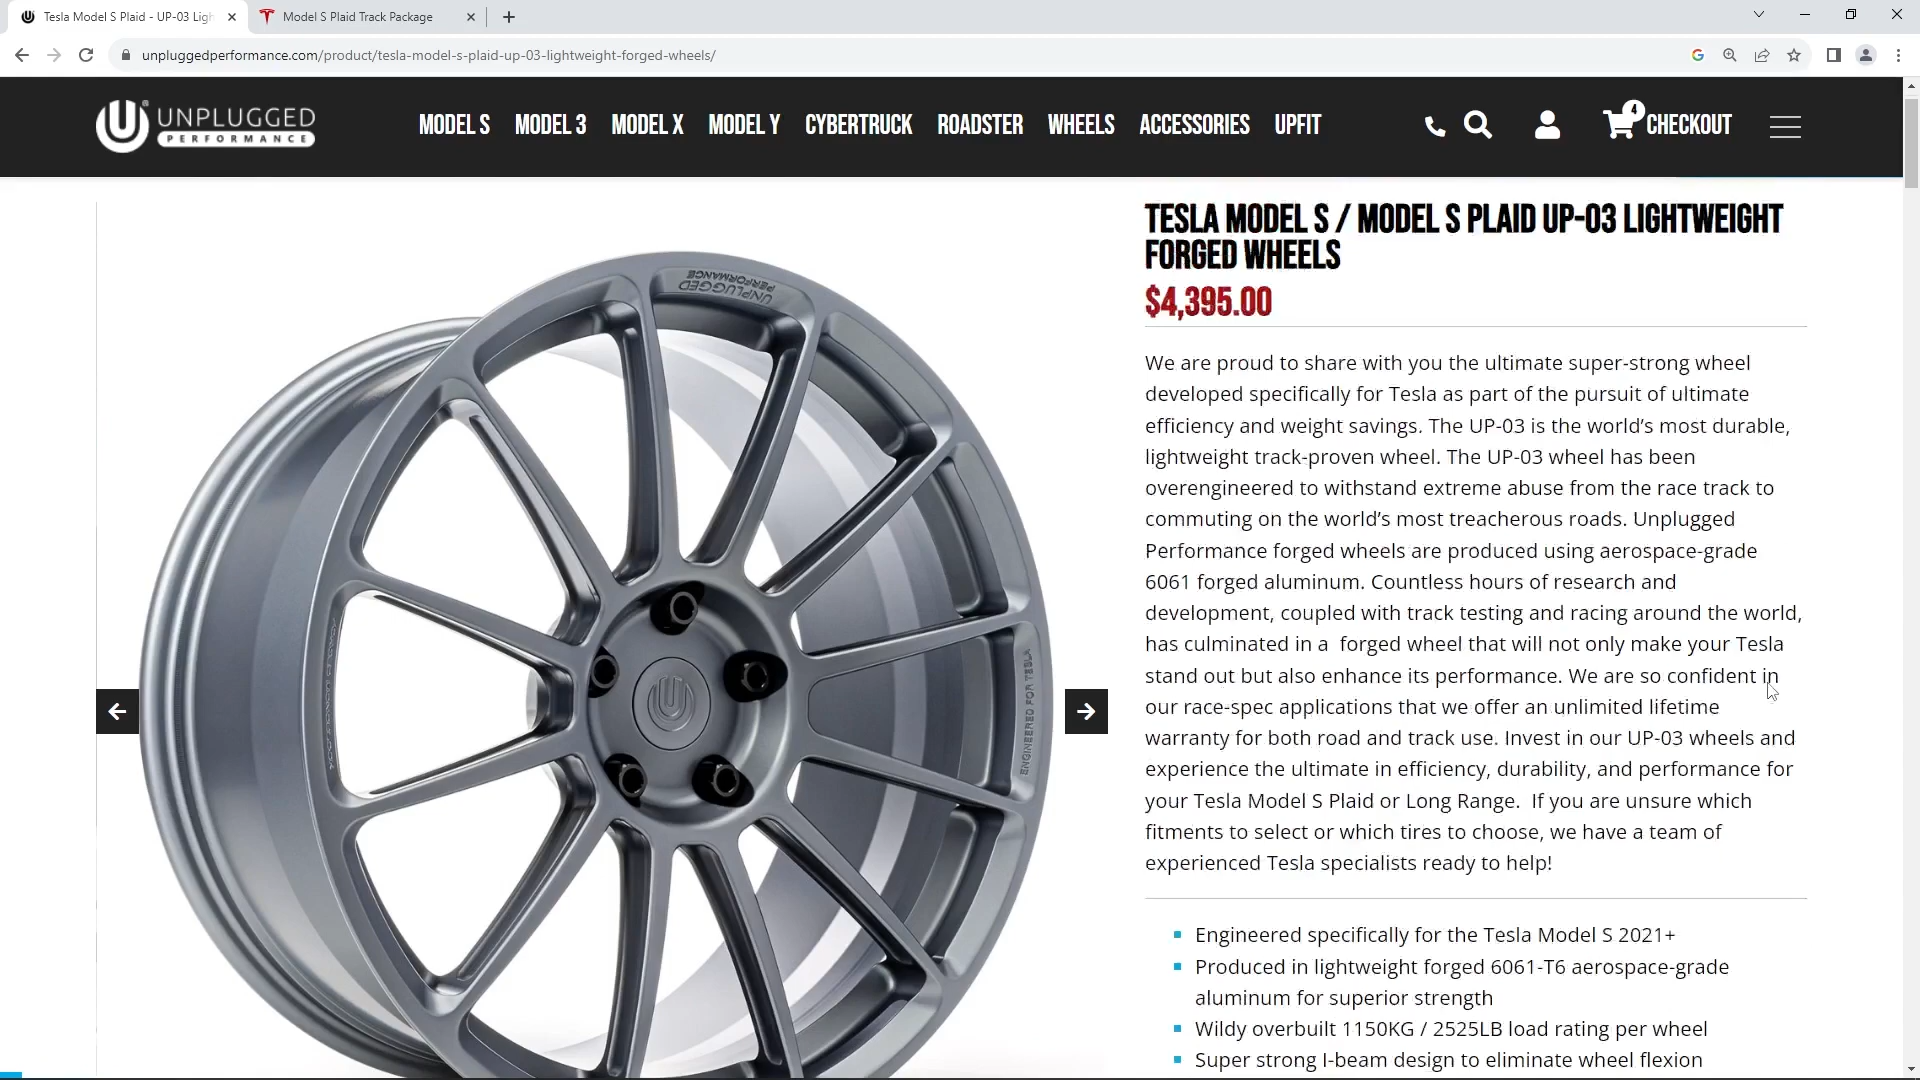 Tesla Model S Plaid - UP-03 Ligh
Model S Plaid Track Package
unpluggedperformance.com/product/tesla-model-s-plaid-up-03-lightweight-forged-wheels/
UNPLUGGED
PERFORMANCE
MODEL S
MODEL 3
MODEL X
MODEL Y
CYBERTRUCK
ROADSTER
WHEELS
ACCESSORIES
UPFIT
4
CHECKOUT
UNPLUGGED
PERFORMANCE
ENGINEERED FOR TESLA
TESLA MODEL S / MODEL S PLAID UP-03 LIGHTWEIGHT
FORGED WHEELS
$4,395.00
We are proud to share with you the ultimate super-strong wheel
developed specifically for Tesla as part of the pursuit of ultimate
efficiency and weight savings. The UP-03 is the world’s most durable,
lightweight track-proven wheel. The UP-03 wheel has been
overengineered to withstand extreme abuse from the race track to
commuting on the world’s most treacherous roads. Unplugged
Performance forged wheels are produced using aerospace-grade
6061 forged aluminum. Countless hours of research and
development, coupled with track testing and racing around the world,
has culminated in a  forged wheel that will not only make your Tesla
stand out but also enhance its performance. We are so confident in
our race-spec applications that we offer an unlimited lifetime
warranty for both road and track use. Invest in our UP-03 wheels and
experience the ultimate in efficiency, durability, and performance for
your Tesla Model S Plaid or Long Range.  If you are unsure which
fitments to select or which tires to choose, we have a team of
experienced Tesla specialists ready to help!
Engineered specifically for the Tesla Model S 2021+
Produced in lightweight forged 6061-T6 aerospace-grade
aluminum for superior strength
Wildy overbuilt 1150KG / 2525LB load rating per wheel
Super strong I-beam design to eliminate wheel flexion